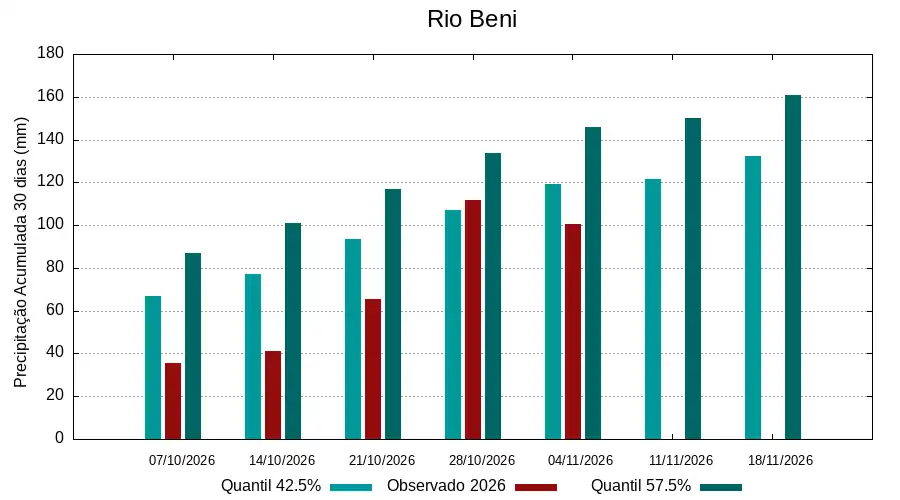 Rio Beni
Precipitação Acumulada 30 dias (mm)
180
160
140
120
100
80
60
40
20
0
07/10/2026 14/10/2026 21/10/2026 28/10/2026 04/11/2026 11/11/2026 18/11/2026
Quantil 42.5% Observado 2026 Quantil 57.5%